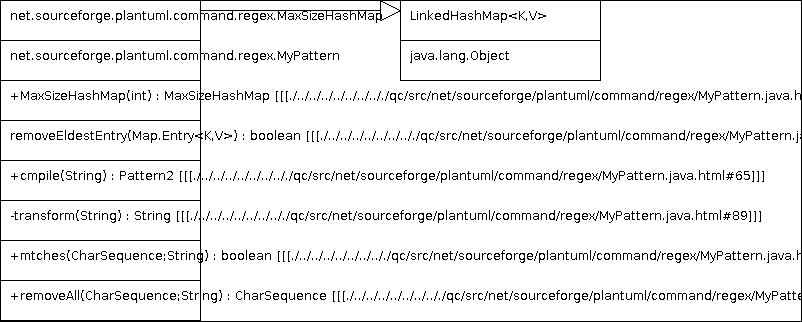 net.sourceforge.plantuml.command.regex.MaxSizeHashMap
LinkedHashMap<K,V>
net.sourceforge.plantuml.command.regex.MyPattern
java.lang.Object
+MaxSizeHashMap(int) : MaxSizeHashMap [[[./../../../../../../../../qc/src/net/sourceforge/plantuml/command/regex/MyPattern.java.h
removeEldestEntry(Map.Entry<K,V>) : boolean [[[./../../../../../../../../qc/src/net/sourceforge/plantuml/command/regex/MyPattern.ja
+cmpile(String) : Pattern2 [[[./../../../../../../../../qc/src/net/sourceforge/plantuml/command/regex/MyPattern.java.html#65]]]
-transform(String) : String [[[./../../../../../../../../qc/src/net/sourceforge/plantuml/command/regex/MyPattern.java.html#89]]]
+mtches(CharSequence;String) : boolean [[[./../../../../../../../../qc/src/net/sourceforge/plantuml/command/regex/MyPattern.java.h
+removeAll(CharSequence;String) : CharSequence [[[./../../../../../../../../qc/src/net/sourceforge/plantuml/command/regex/MyPatte